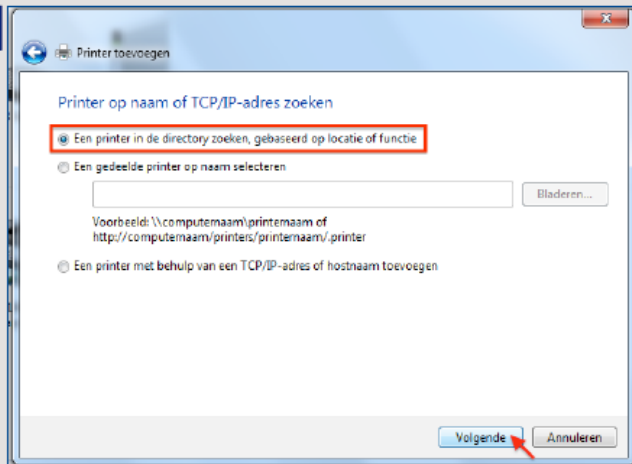 Printer toevoegen
Printer op naam of TCP/IP-adres zoeken
Een printer in de directory zoeken, gebaseerd op locatie of functie
Een gedeelde printer op naam selecteren
Bladeren...
Voorbeeld: \\computernaam\printernaam of
http://computernaam/printers/printernaam/.printer
Een printer met behulp van een TCP/IP-adres of hostnaam toevoegen
Volgende
Annuleren